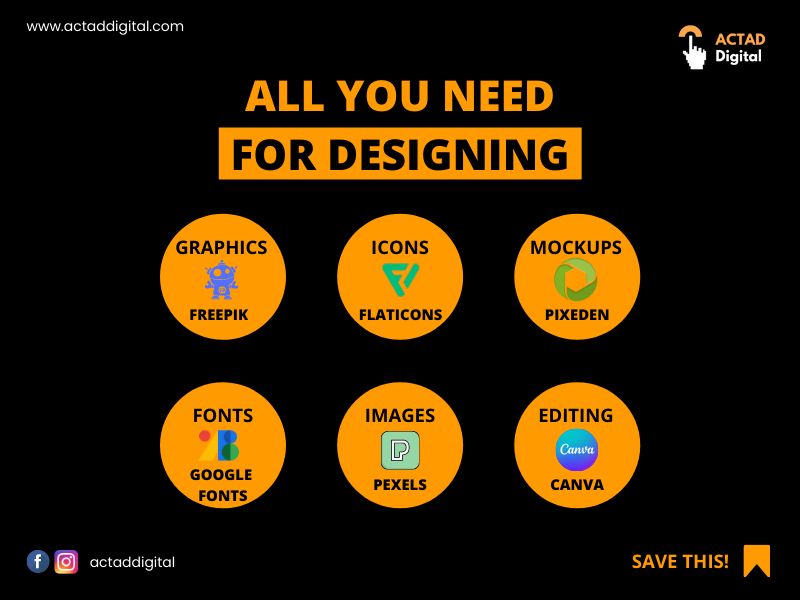 www.actaddigital.com
ACTAD
Digital
ALL YOU NEED
FOR DESIGNING
GRAPHICS
FREEPIK
ICONS
FLATICONS
MOCKUPS
PIXEDEN
FONTS
GOOGLE
FONTS
IMAGES
PEXELS
EDITING
Canva
CANVA
actaddigital
SAVE THIS!